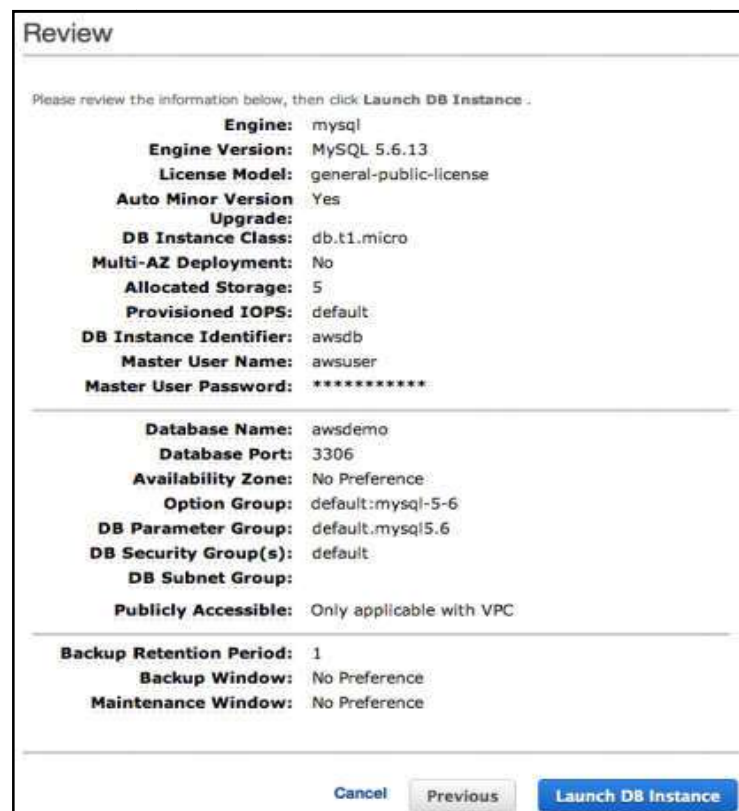 Review
Please review the information below, then click Launch DB Instance .
Engine: mysql
Engine Version: MySQL 5.6.13
License Model: general-public-license
Auto Minor Version Yes
Upgrade:
DB Instance Class: db.t1.micro
Multi-AZ Deployment: No
Allocated Storage: 5
Provisioned IOPS: default
DB Instance Identifier: awsdb
Master User Name: awsuser
Master User Password: ***********
Database Name: awsdemo
Database Port: 3306
Availability Zone: No Preference
Option Group: default:mysql-5-6
DB Parameter Group: default.mysql5.6
DB Security Group(s): default
DB Subnet Group:
Publicly Accessible: Only applicable with VPC
Backup Retention Period: 1
Backup Window: No Preference
Maintenance Window: No Preference
Cancel Previous Launch DB Instance